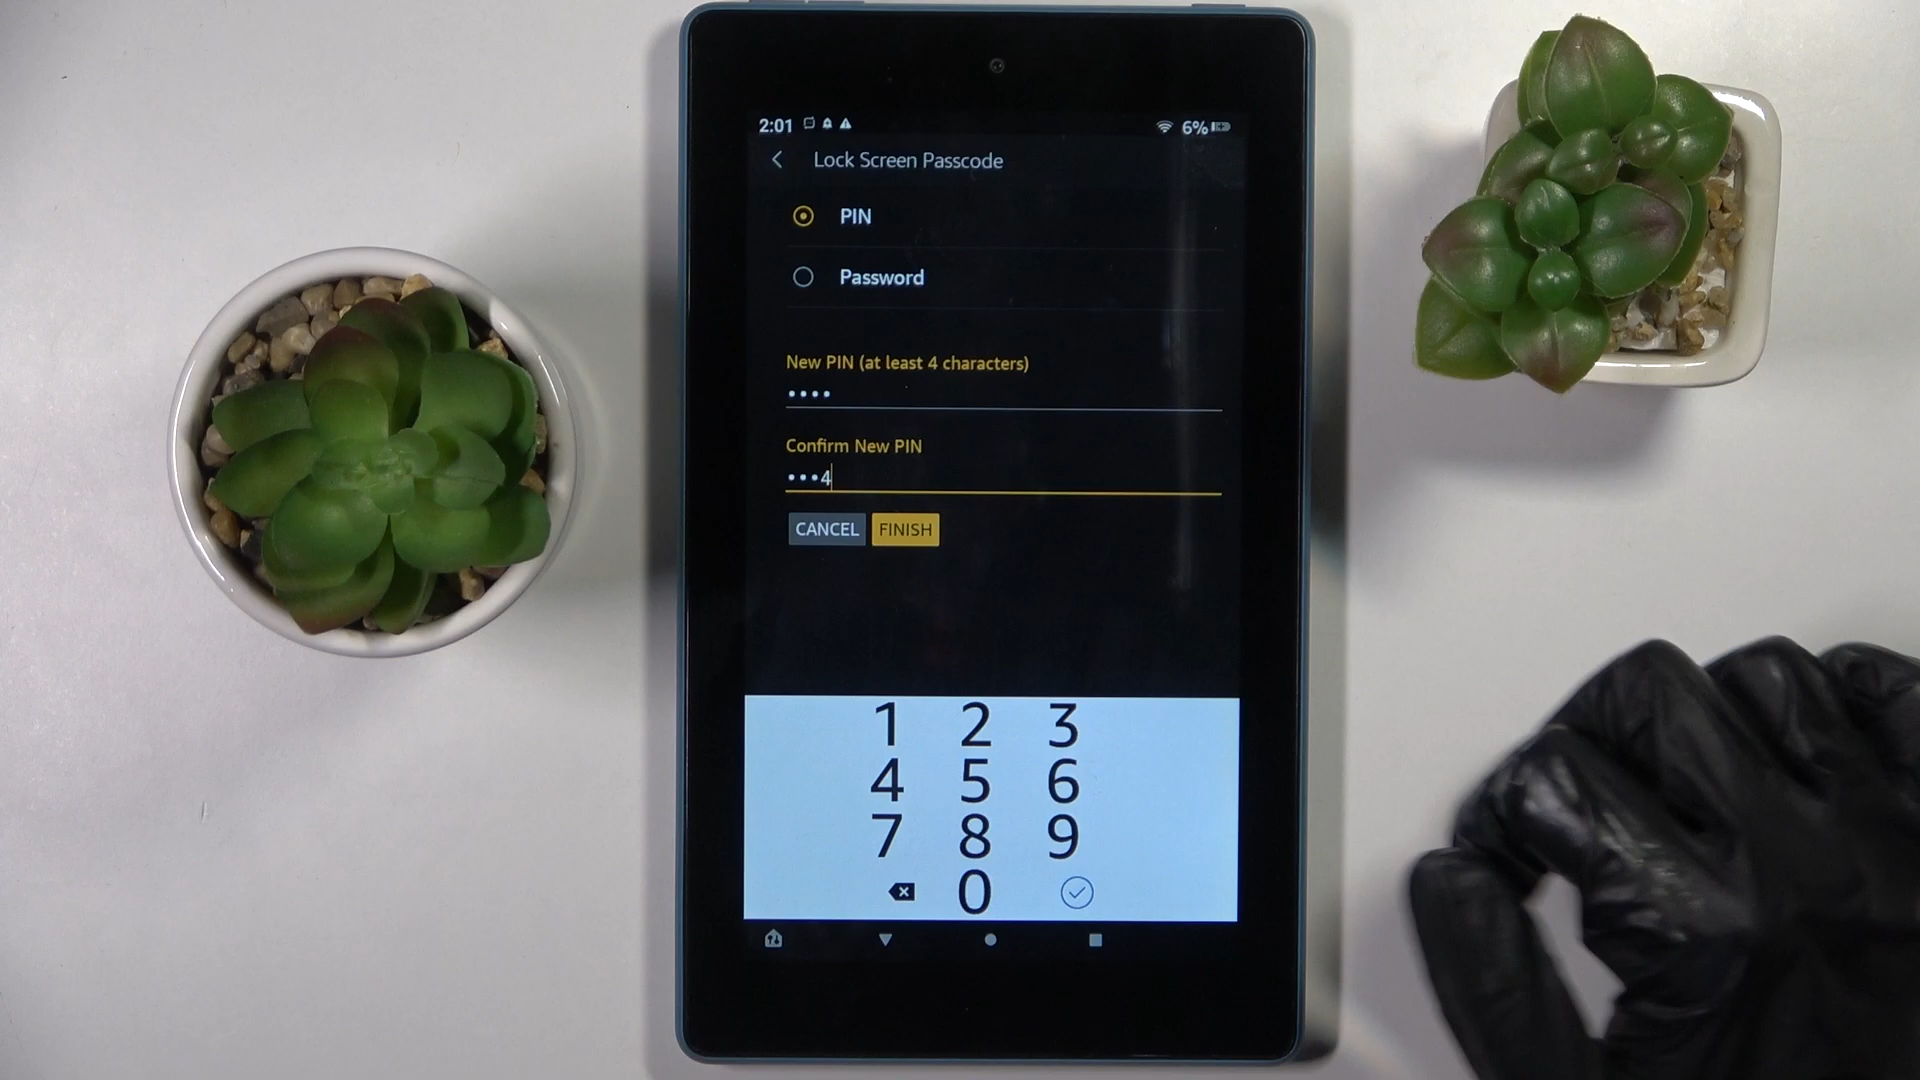 2:01 6%
Lock Screen Passcode
PIN
Password
New PIN (at least 4 characters)
••••
Confirm New PIN
•••4
CANCEL FINISH
1 2 3
4 5 6
7 8 9
0